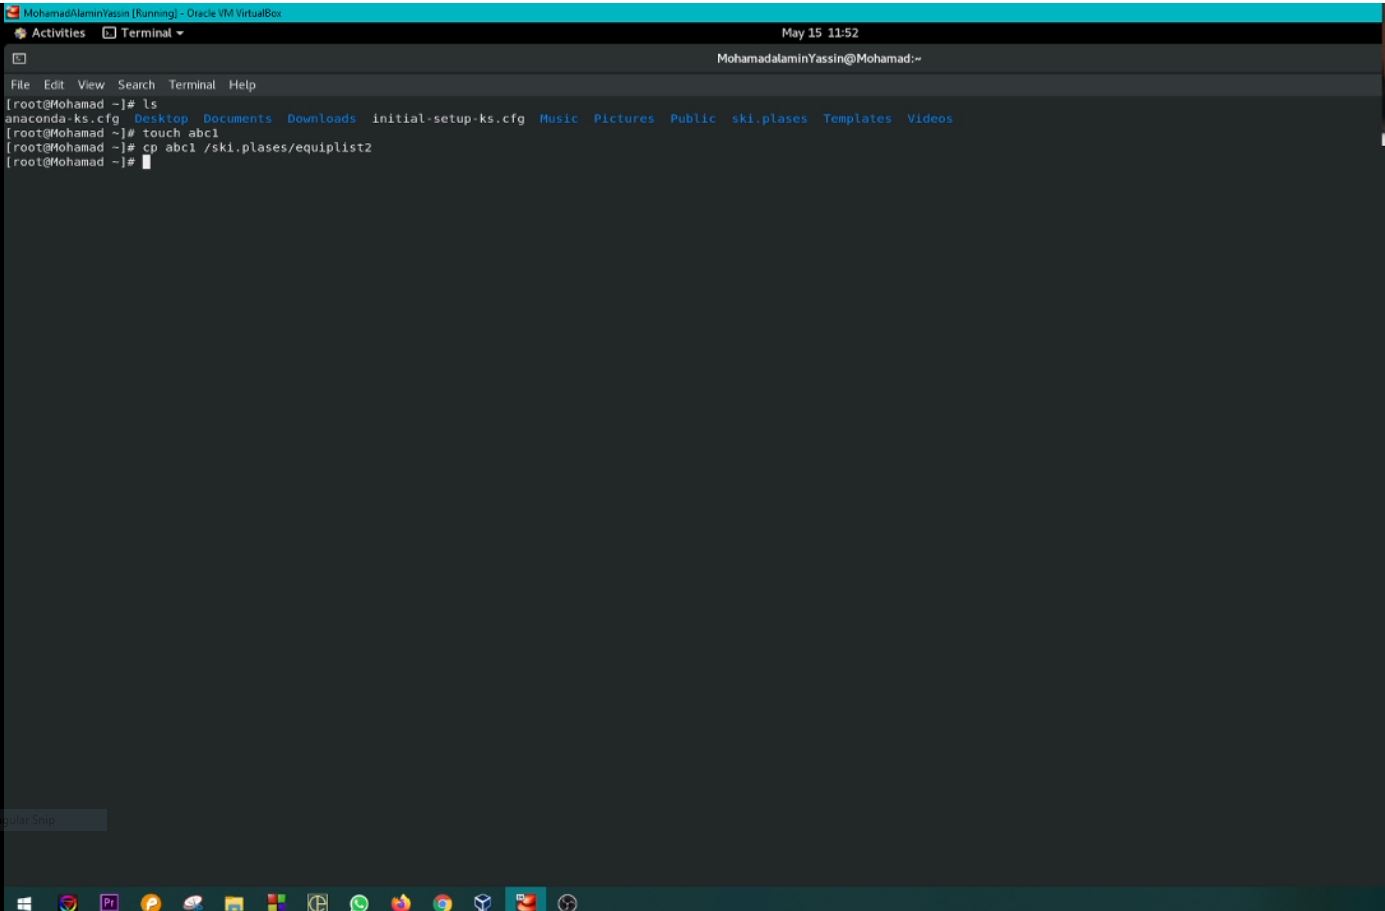 MohamadAlaminYassin [Running] - Oracle VM VirtualBox
Activities Terminal May 15 11:52
MohamadalaminYassin@Mohamad:~
File Edit View Search Terminal Help
[root@Mohamad ~]# ls
anaconda-ks.cfg Desktop Documents Downloads initial-setup-ks.cfg Music Pictures Public ski.plases Templates Videos
[root@Mohamad ~]# touch abc1
[root@Mohamad ~]# cp abc1 /ski.plases/equiplist2
[root@Mohamad ~]#
gular Snip
Pr